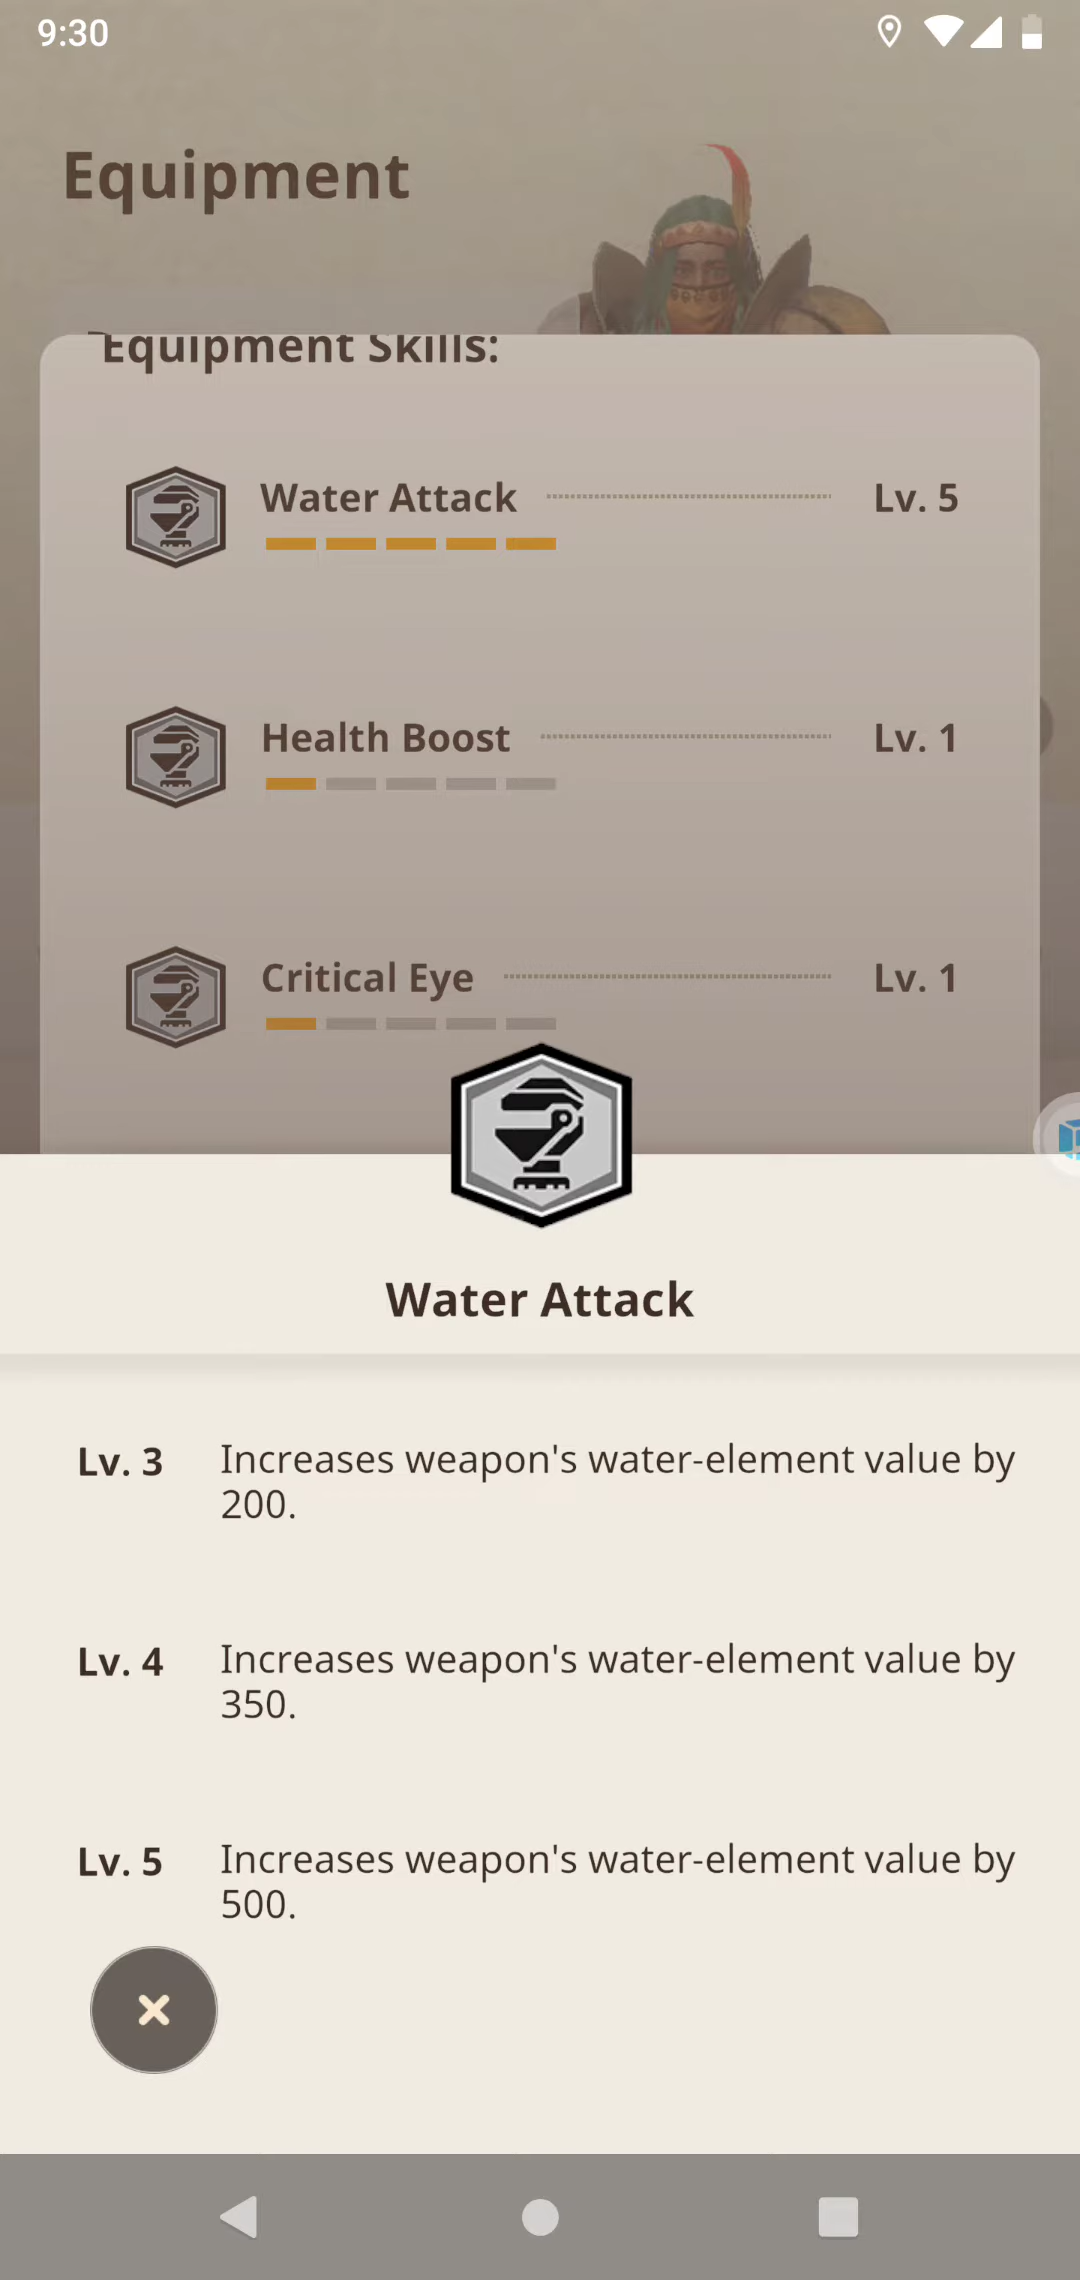 9:30
Equipment
Equipment Skills:
Water Attack Lv. 5
Health Boost Lv. 1
Critical Eye Lv. 1
Water Attack
Lv. 3 Increases weapon's water-element value by
200.
Lv. 4 Increases weapon's water-element value by
350.
Lv. 5 Increases weapon's water-element value by
500.